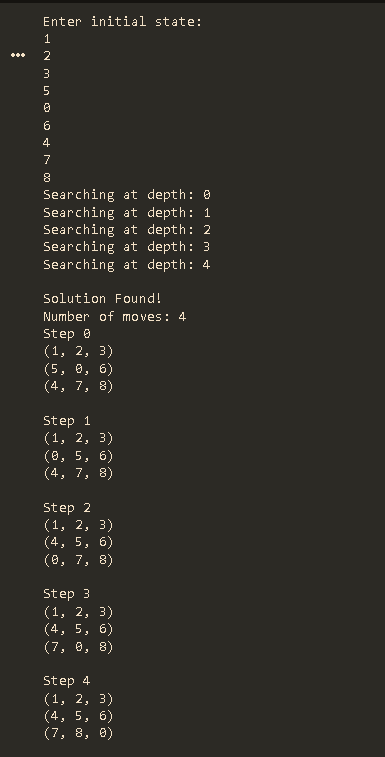 Enter initial state:
1
2
3
5
0
6
4
7
8
Searching at depth: 0
Searching at depth: 1
Searching at depth: 2
Searching at depth: 3
Searching at depth: 4
Solution Found!
Number of moves: 4
Step 0
(1, 2, 3)
(5, 0, 6)
(4, 7, 8)
Step 1
(1, 2, 3)
(0, 5, 6)
(4, 7, 8)
Step 2
(1, 2, 3)
(4, 5, 6)
(0, 7, 8)
Step 3
(1, 2, 3)
(4, 5, 6)
(7, 0, 8)
Step 4
(1, 2, 3)
(4, 5, 6)
(7, 8, 0)